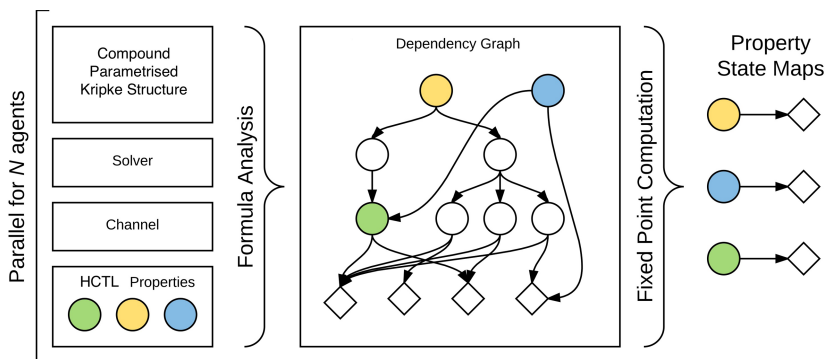 Parallel for N agents
Compound
Parametrised
Kripke Structure
Solver
Channel
HCTL Properties
Formula Analysis
Dependency Graph
Fixed Point Computation
Property
State Maps